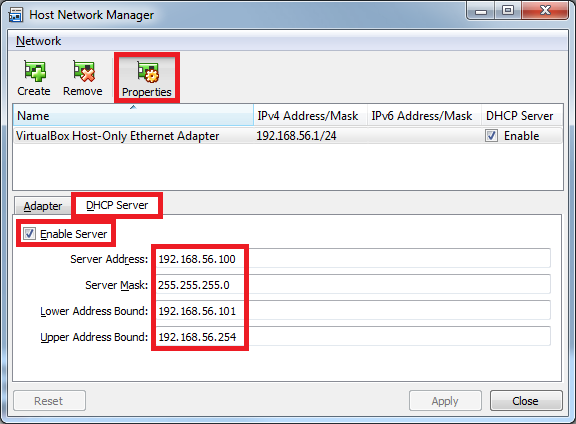 Host Network Manager
Network
Create Remove Properties
Name IPv4 Address/Mask IPv6 Address/Mask DHCP Server
VirtualBox Host-Only Ethernet Adapter 192.168.56.1/24 Enable
Adapter DHCP Server
Enable Server
Server Address: 192.168.56.100
Server Mask: 255.255.255.0
Lower Address Bound: 192.168.56.101
Upper Address Bound: 192.168.56.254
Reset Apply Close